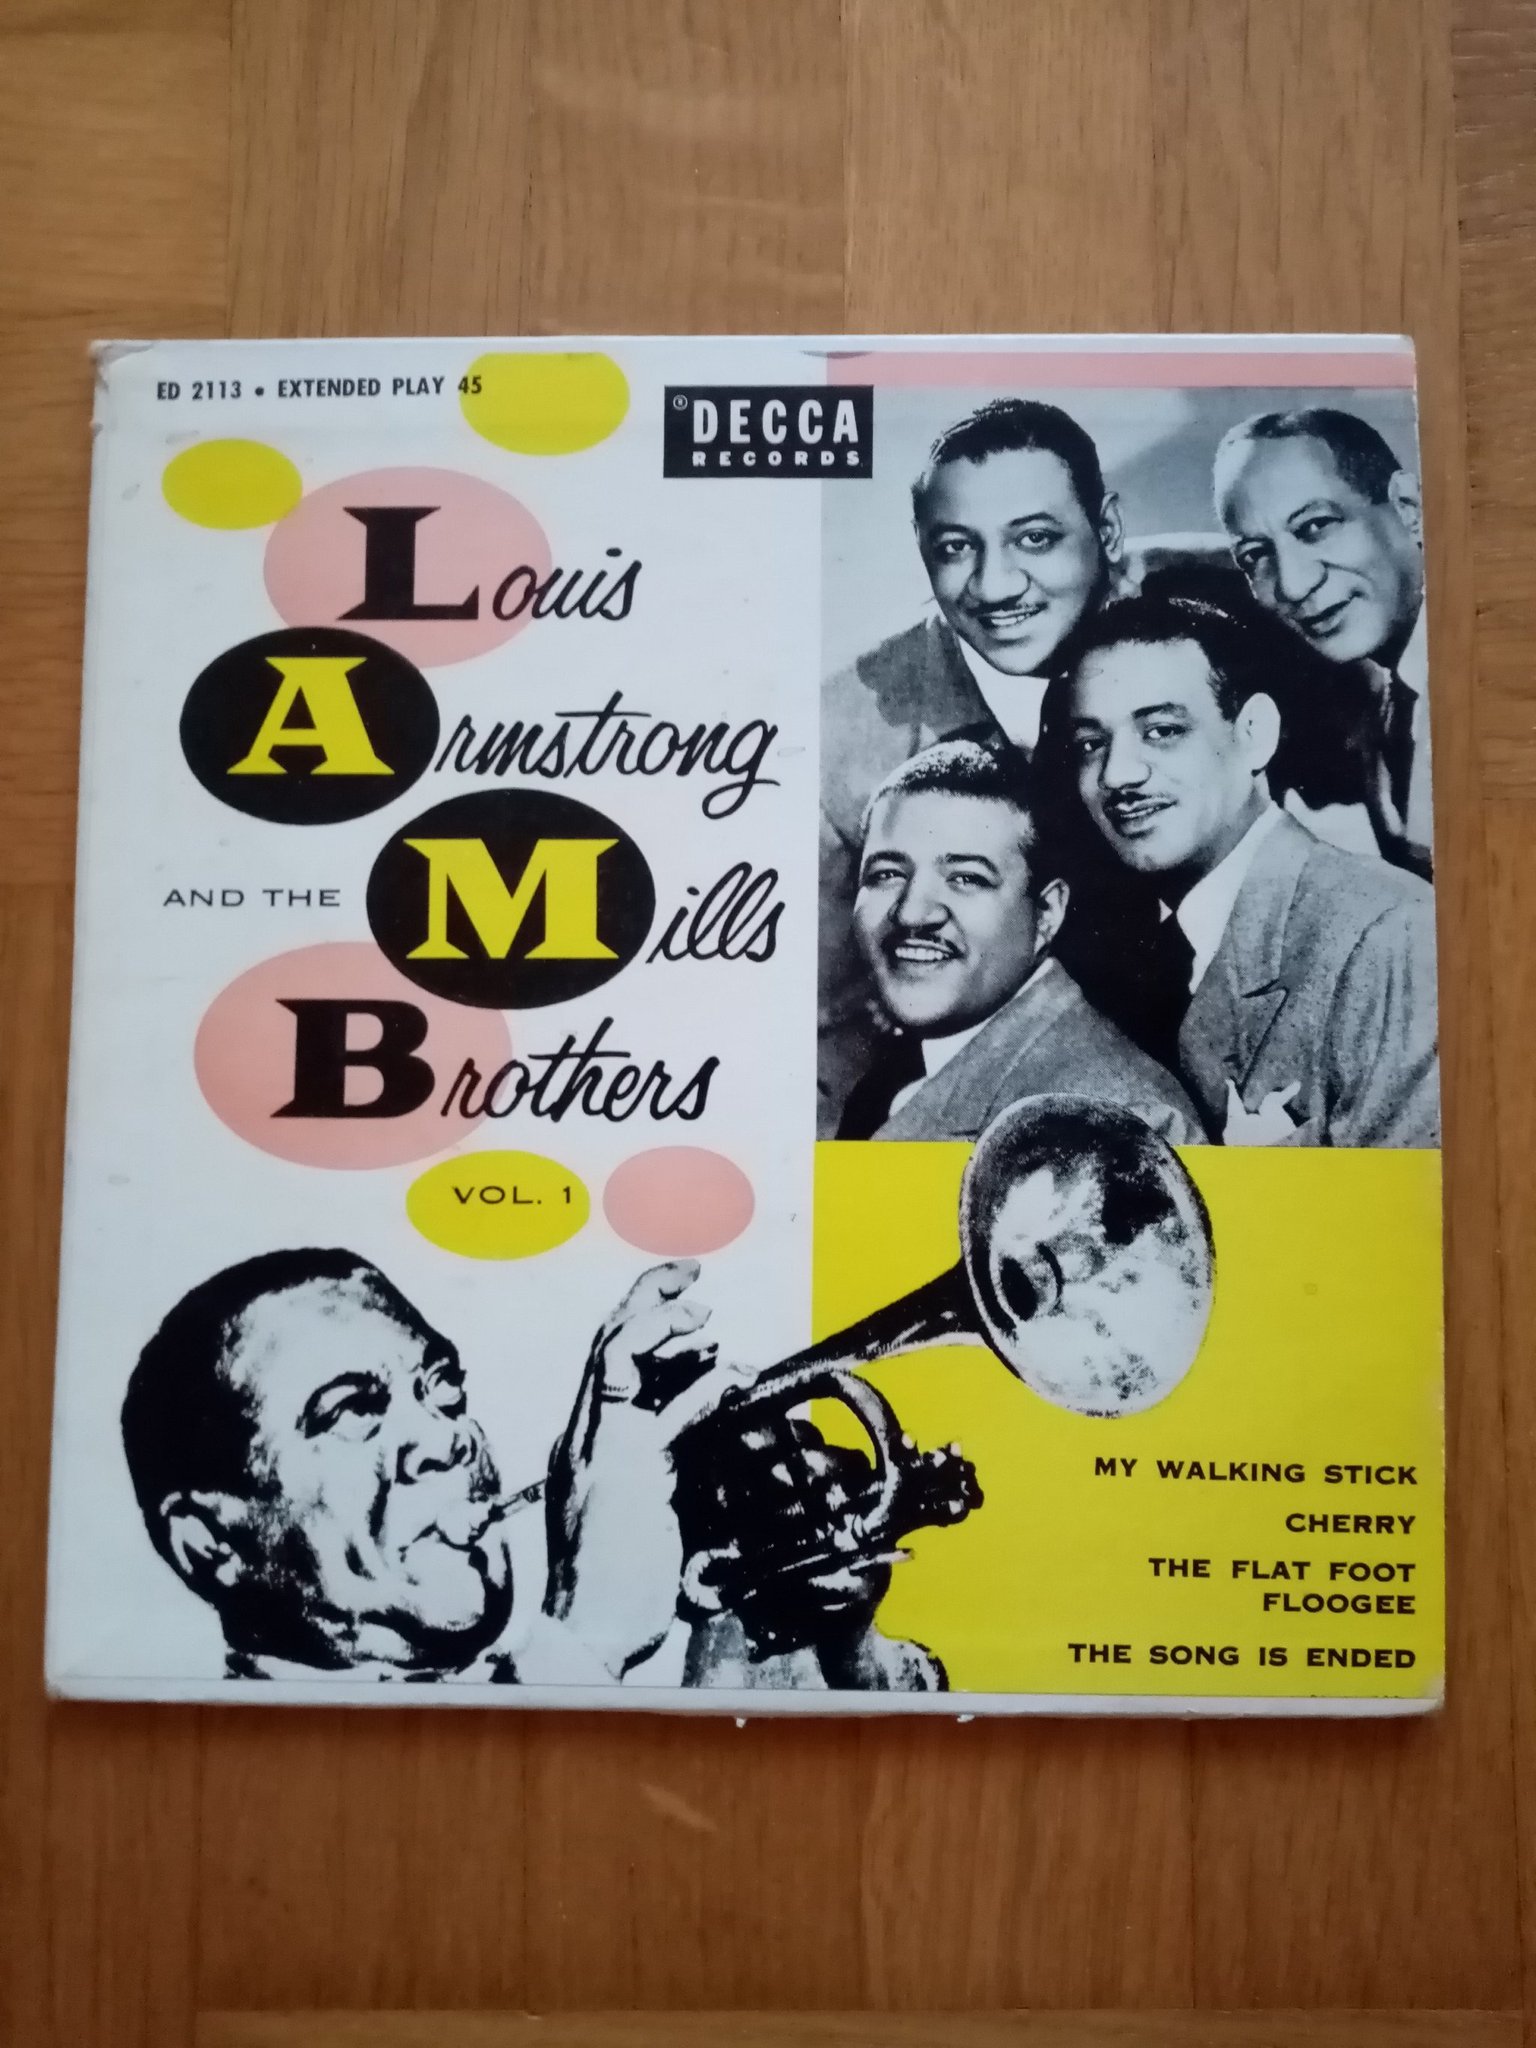 ED 2113 • EXTENDED PLAY 45
® DECCA
RECORDS
Louis
Armstrong
AND THE Mills
Brothers
VOL. 1
MY WALKING STICK
CHERRY
THE FLAT FOOT
FLOOGEE
THE SONG IS ENDED